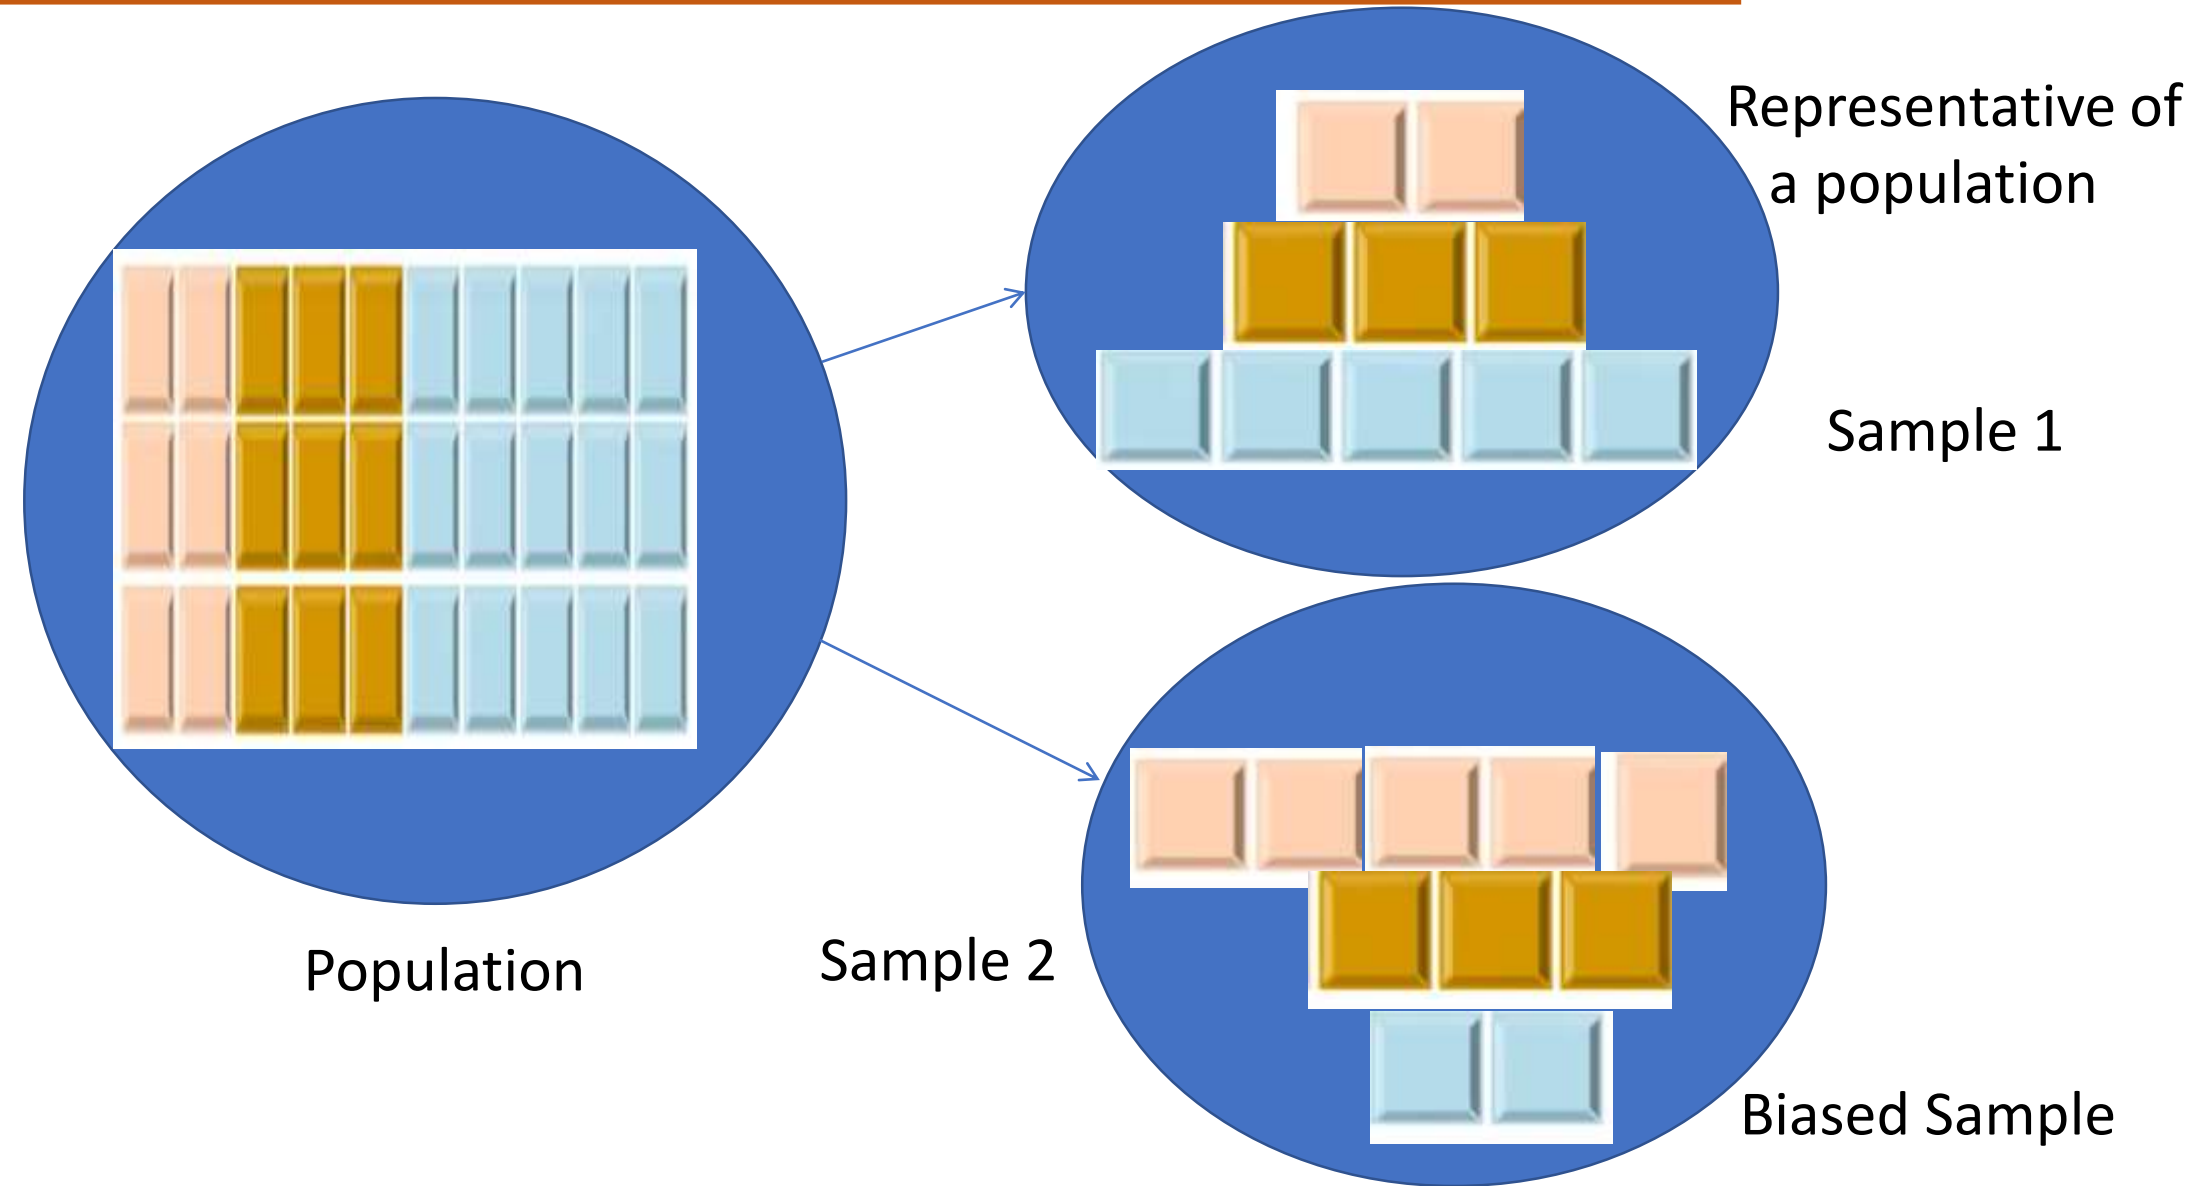 Representative of
a population
Sample 1
Population
Sample 2
Biased Sample